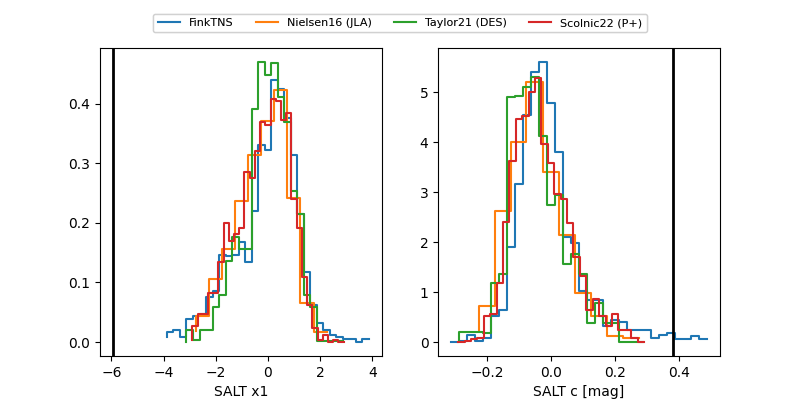 FinkTNS Nielsen16 (JLA) Taylor21 (DES) Scolnic22 (P+)
0.4
0.3
0.2
0.1
0.0
−6 −4 −2 0 2 4
SALT x1
5
4
3
2
1
0
−0.2 0.0 0.2 0.4
SALT c [mag]